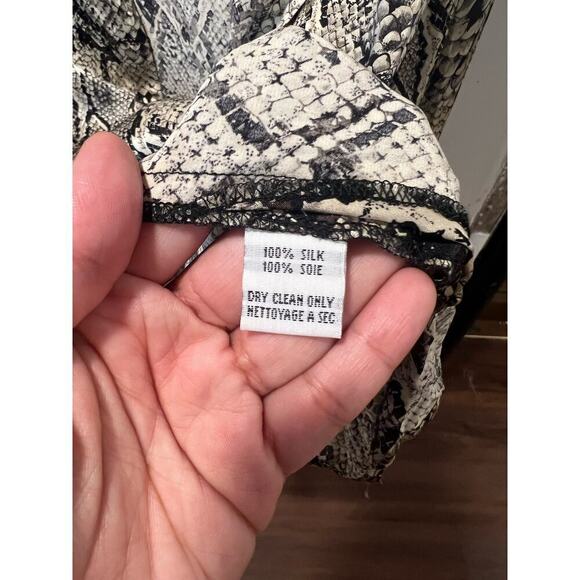 100% SILK
100% SOIE
DRY CLEAN ONLY
NETTOYAGE A SEC